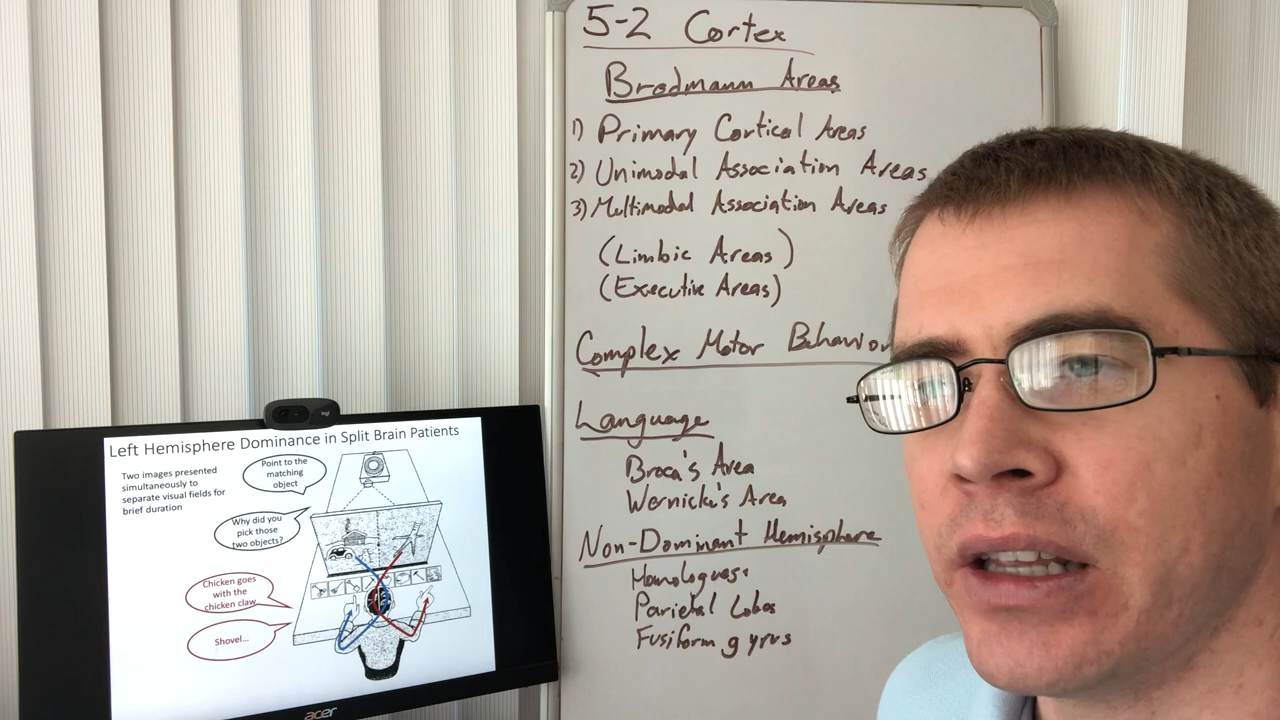 5-2 Cortex
Brodmann Areas
1) Primary Cortical Areas
2) Unimodal Association Areas
3) Multimodal Association Areas
(Limbic Areas)
(Executive Areas)
Complex Motor Behavior
Language
Broca's Area
Wernicke's Area
Non-Dominant Hemisphere
Homologues
Parietal Lobes
Fusiform gyrus
logi
Left Hemisphere Dominance in Split Brain Patients
Two images presented
simultaneously to
separate visual fields for
brief duration
Point to the
matching
object
Why did you
pick those
two objects?
Chicken goes
with the
chicken claw
Shovel...
acer